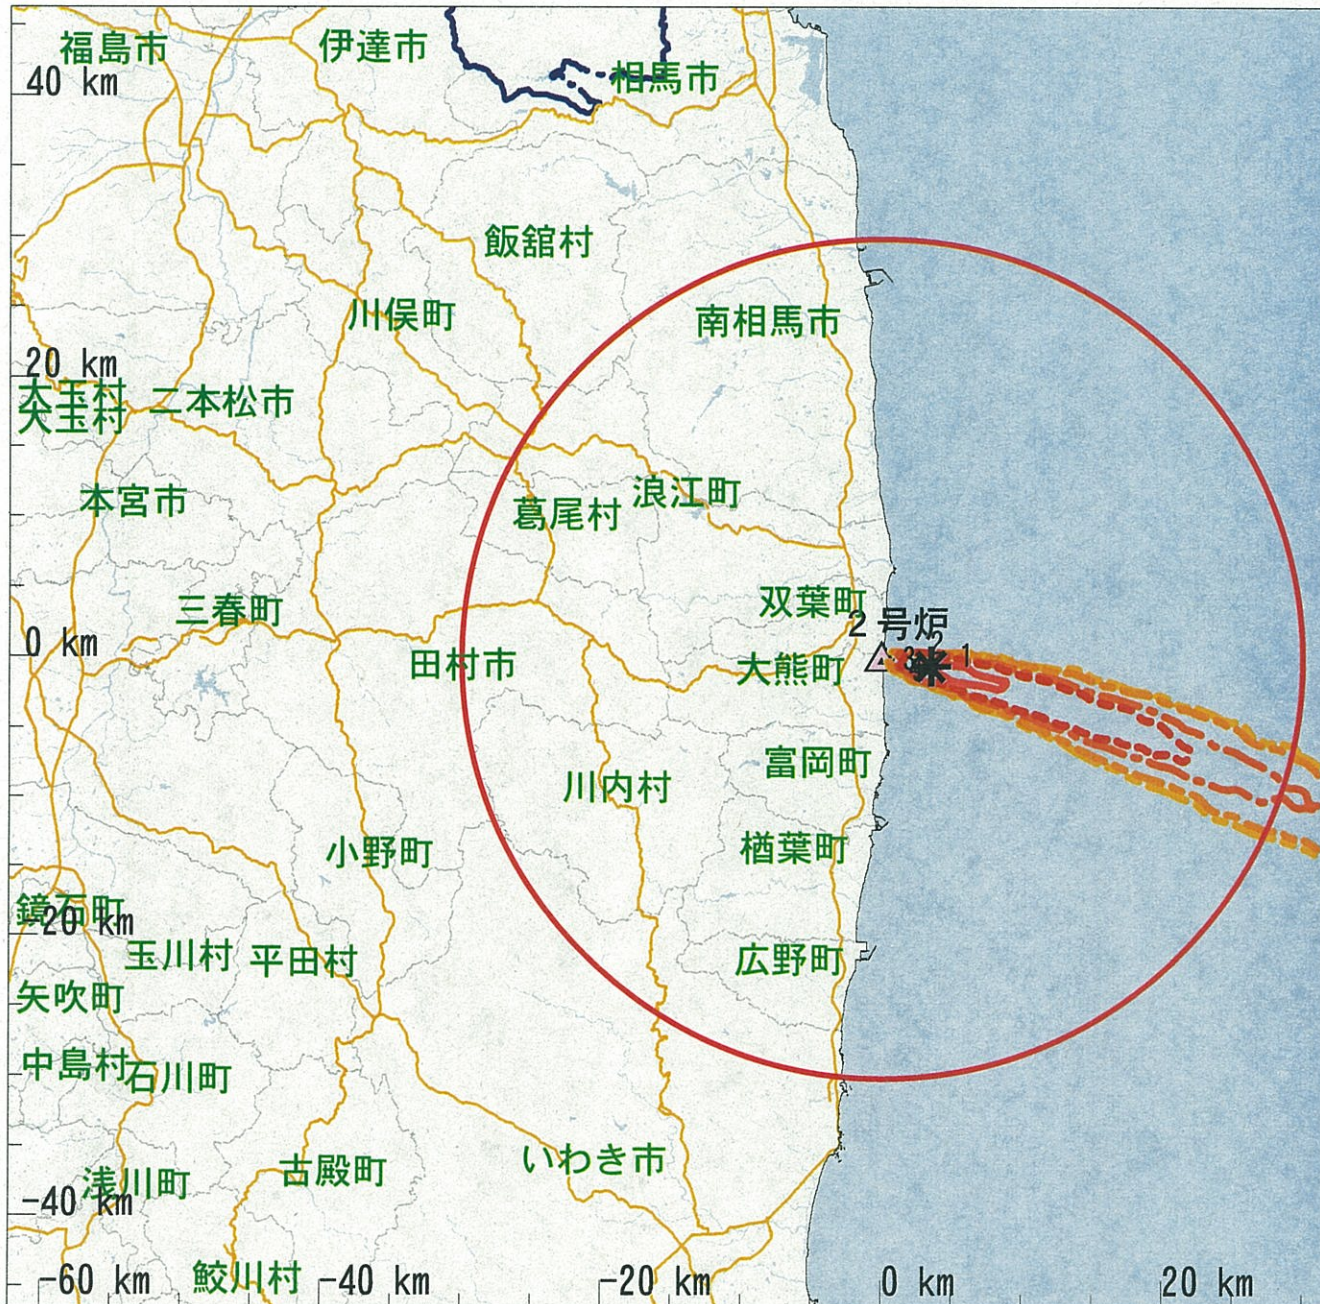 福島市
伊達市
相馬市
40 km
飯舘村
川俣町
南相馬市
20 km
大玉村
大玉村
二本松市
本宮市
浪江町
葛尾村
三春町
双葉町
2号炉
0 km
田村市
大熊町
3
2
1
富岡町
川内村
小野町
楢葉町
鏡石町
-20 km
玉川村
平田村
広野町
矢吹町
中島村
石川町
いわき市
古殿町
浅川町
-40 km
鮫川村
-60 km
-40 km
-20 km
0 km
20 km